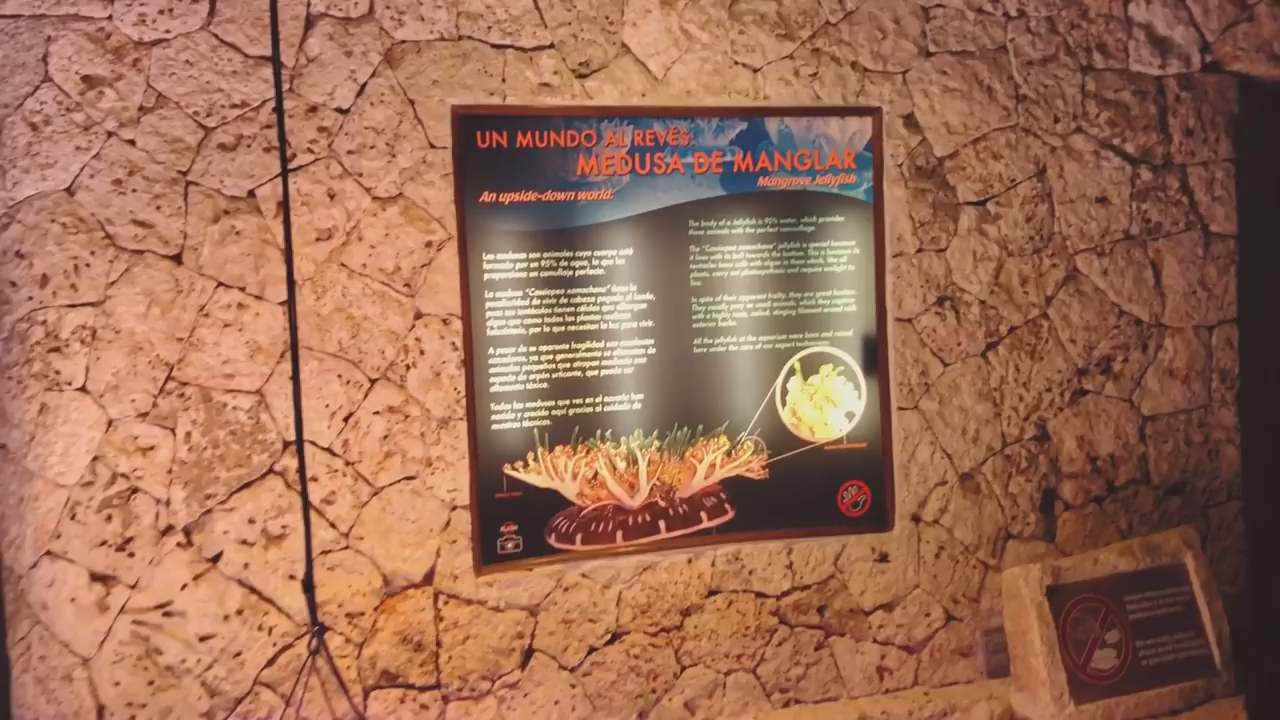 UN MUNDO AL REVÉS:
MEDUSA DE MANGLAR
Mangrove Jellyfish
An upside-down world:
Las medusas son animales cuyo cuerpo está
formado por un 95% de agua, lo que les
proporciona un camuflaje perfecto.
La medusa "Cassiopea xamachana" tiene la
peculiaridad de vivir de cabeza pegada al fondo,
pues sus tentáculos tienen células que albergan
algas que como todas las plantas realizan
fotosíntesis, por lo que necesitan la luz para vivir.
A pesar de su aparente fragilidad son excelentes
cazadoras, ya que generalmente se alimentan de
animales pequeños que atrapan mediante una
especie de arpón urticante, que puede ser
altamente tóxico.
Todas las medusas que ves en el acuario han
nacido y crecido aquí gracias al cuidado de
nuestros técnicos.
The body of a Jellyfish is 95% water, which provides
these animals with the perfect camouflage.
The "Cassiopea xamachana" jellyfish is special because
it lives with its bell towards the bottom. This is because its
tentacles have cells with algae in them which, like all
plants, carry out photosynthesis and require sunlight to
live.
In spite of their apparent frailty, they are great hunters.
They usually prey on small animals, which they capture
with a highly toxic, coiled, stinging filament armed with
exterior barbs.
All the jellyfish at the aquarium were born and raised
here under the care of our expert technicians.
FLASH